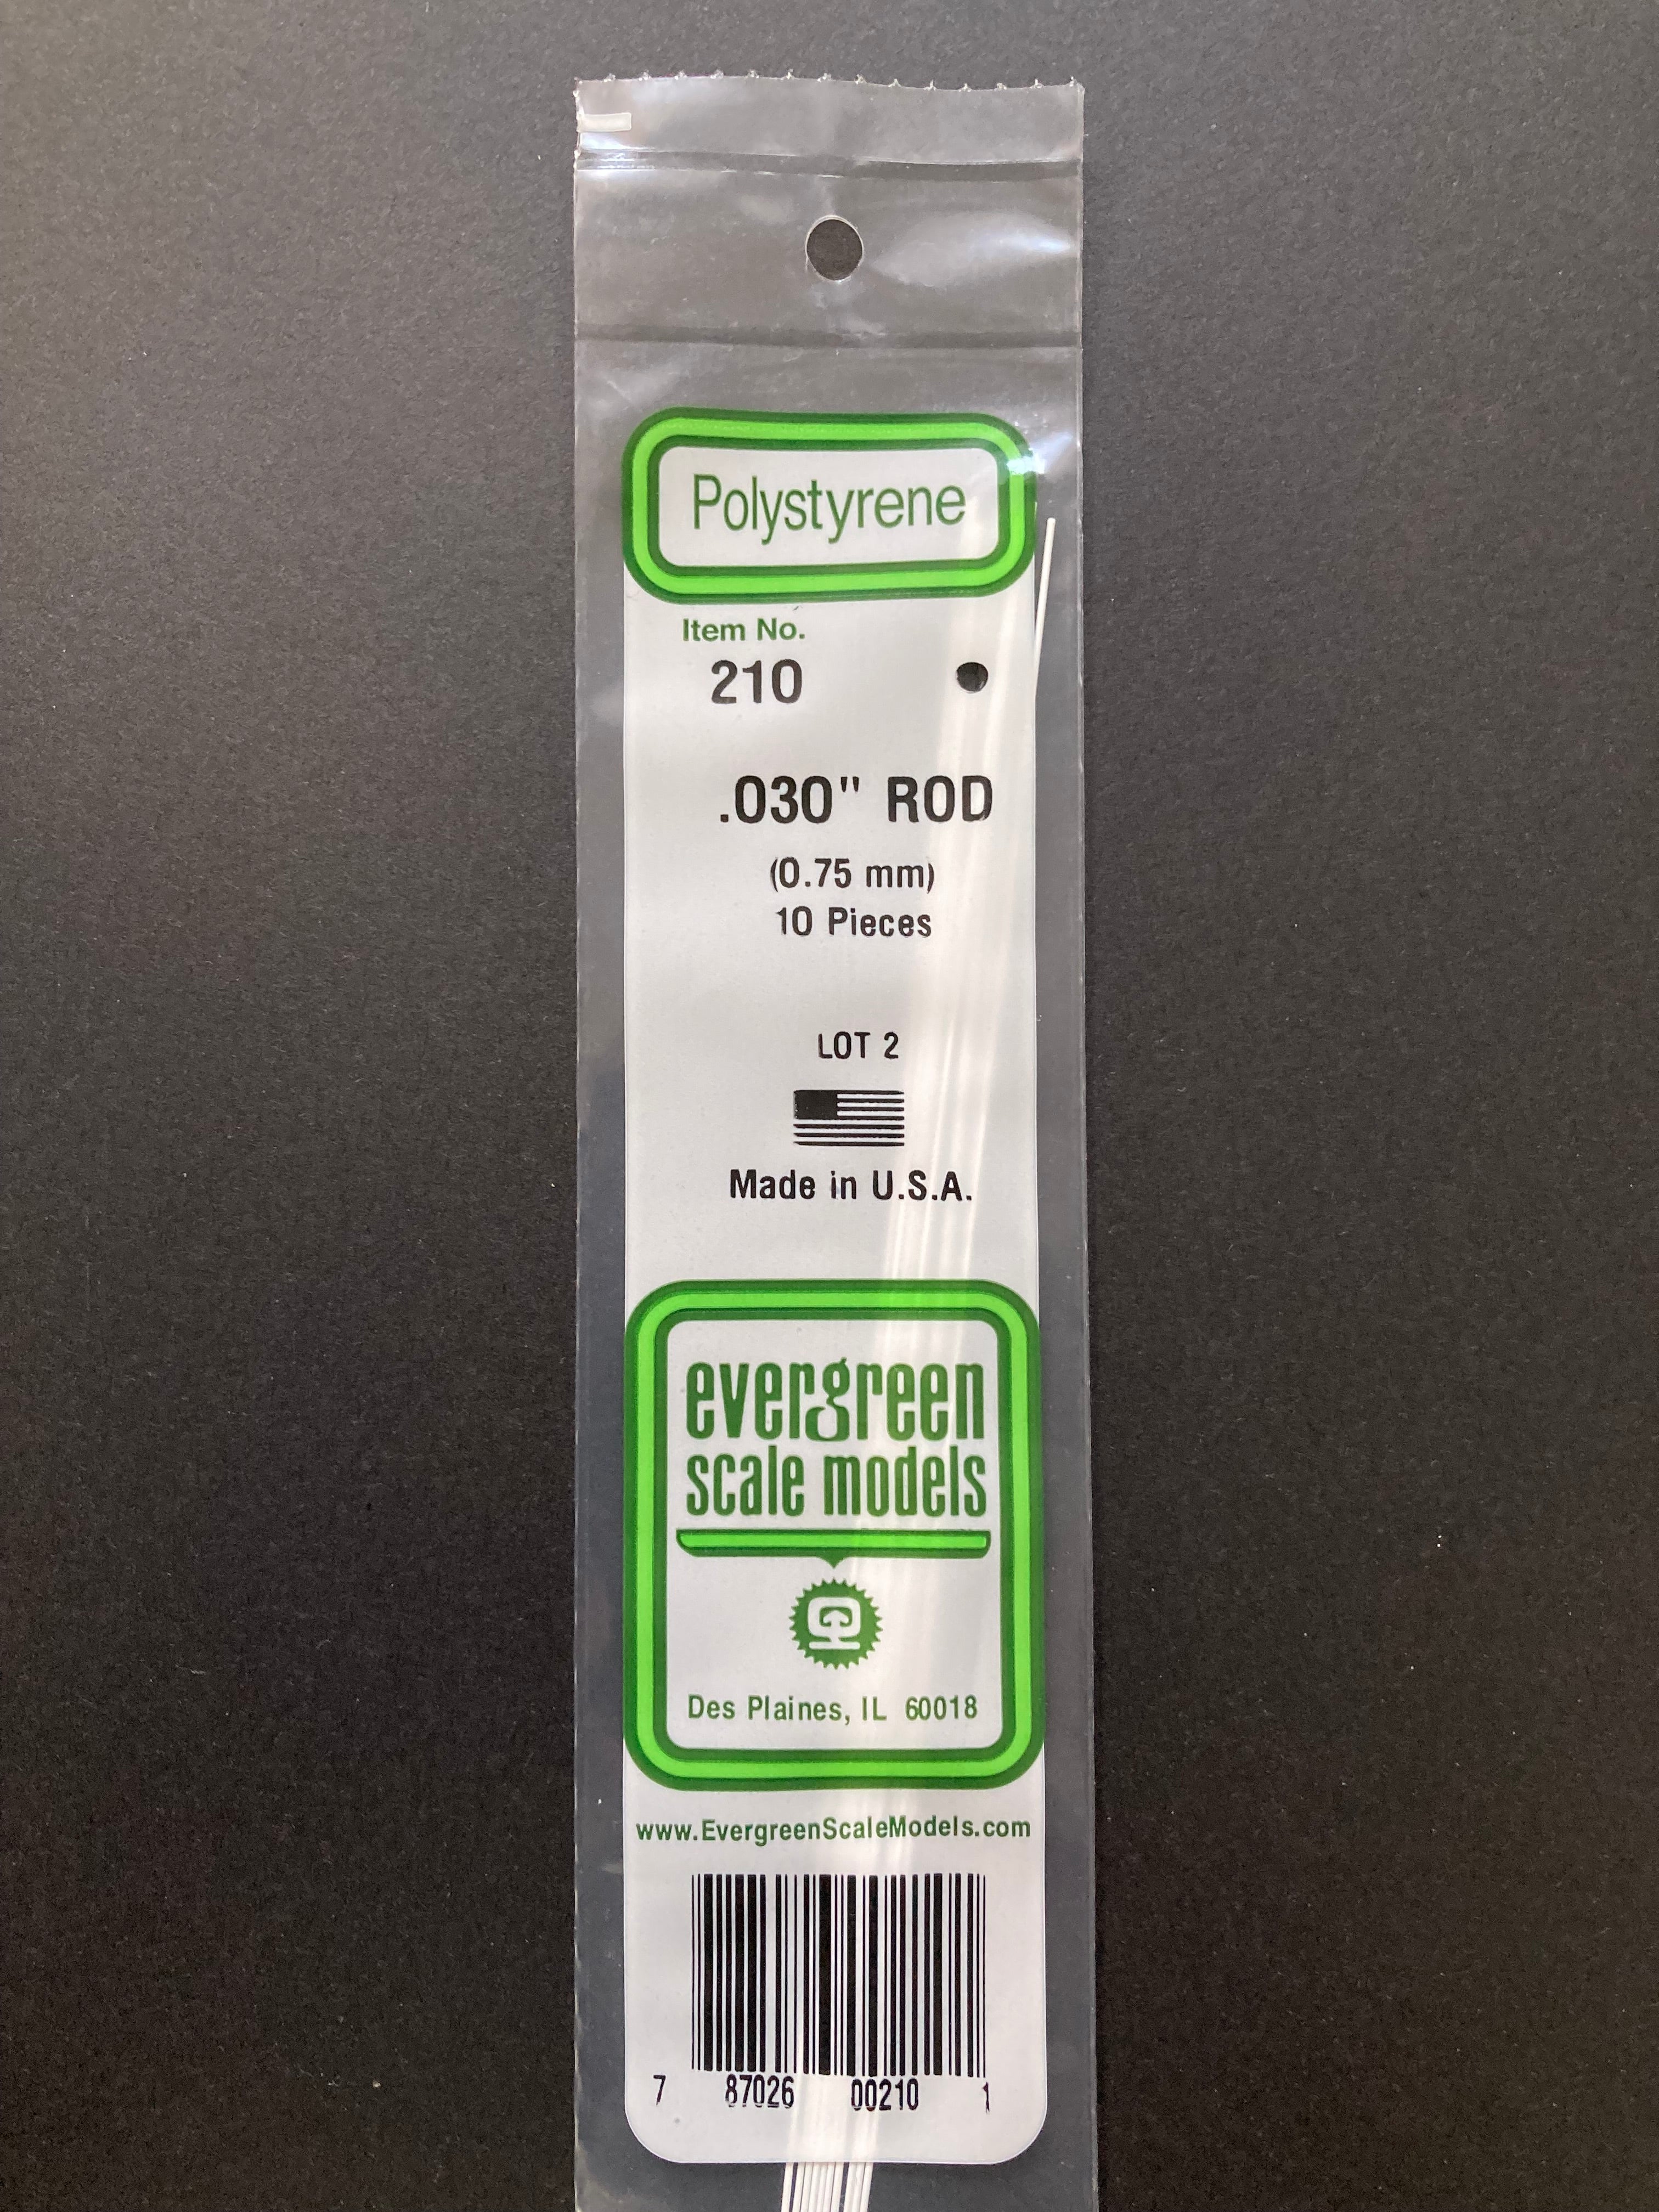 Polystyrene
Item No.
210
.030" ROD
(0.75 mm)
10 Pieces
LOT 2
Made in U.S.A.
evergreen
scale models
Des Plaines, IL 60018
www.EvergreenScaleModels.com
7 87026 00210 1